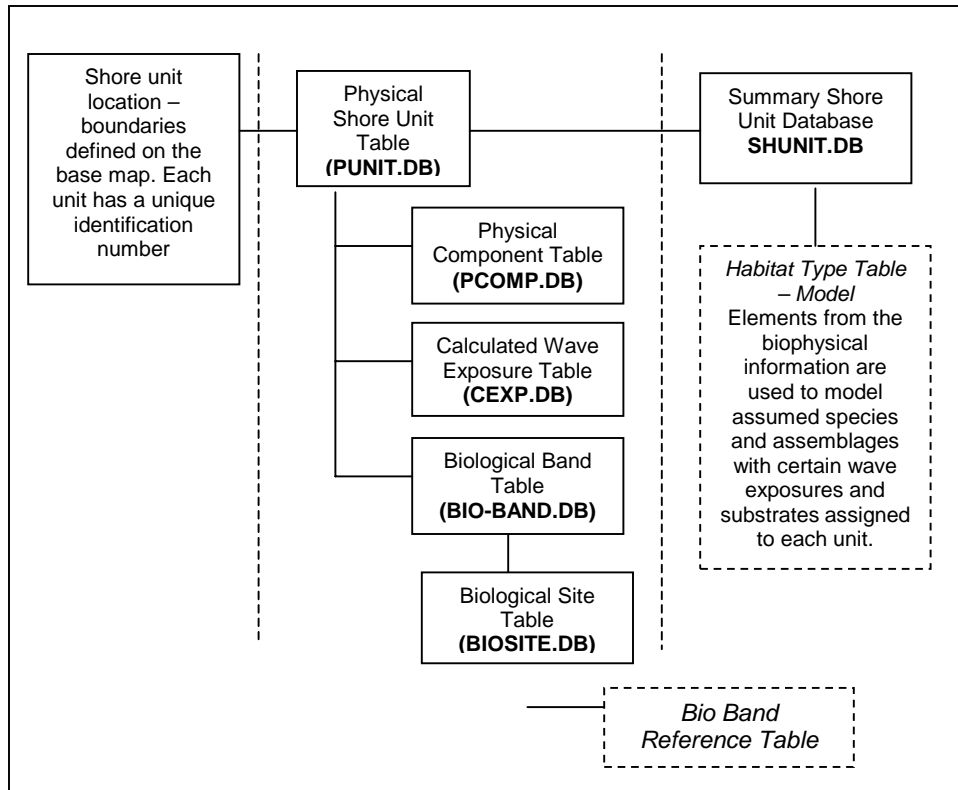 Shore unit
location –
boundaries
defined on the
base map. Each
unit has a unique
identification
number
Physical
Shore Unit
Table
(PUNIT.DB)
Physical
Component Table
(PCOMP.DB)
Calculated Wave
Exposure Table
(CEXP.DB)
Biological Band
Table
(BIO-BAND.DB)
Biological Site
Table
(BIOSITE.DB)
Summary Shore
Unit Database
SHUNIT.DB
Habitat Type Table
– Model
Elements from the
biophysical
information are
used to model
assumed species
and assemblages
with certain wave
exposures and
substrates assigned
to each unit.
Bio Band
Reference Table